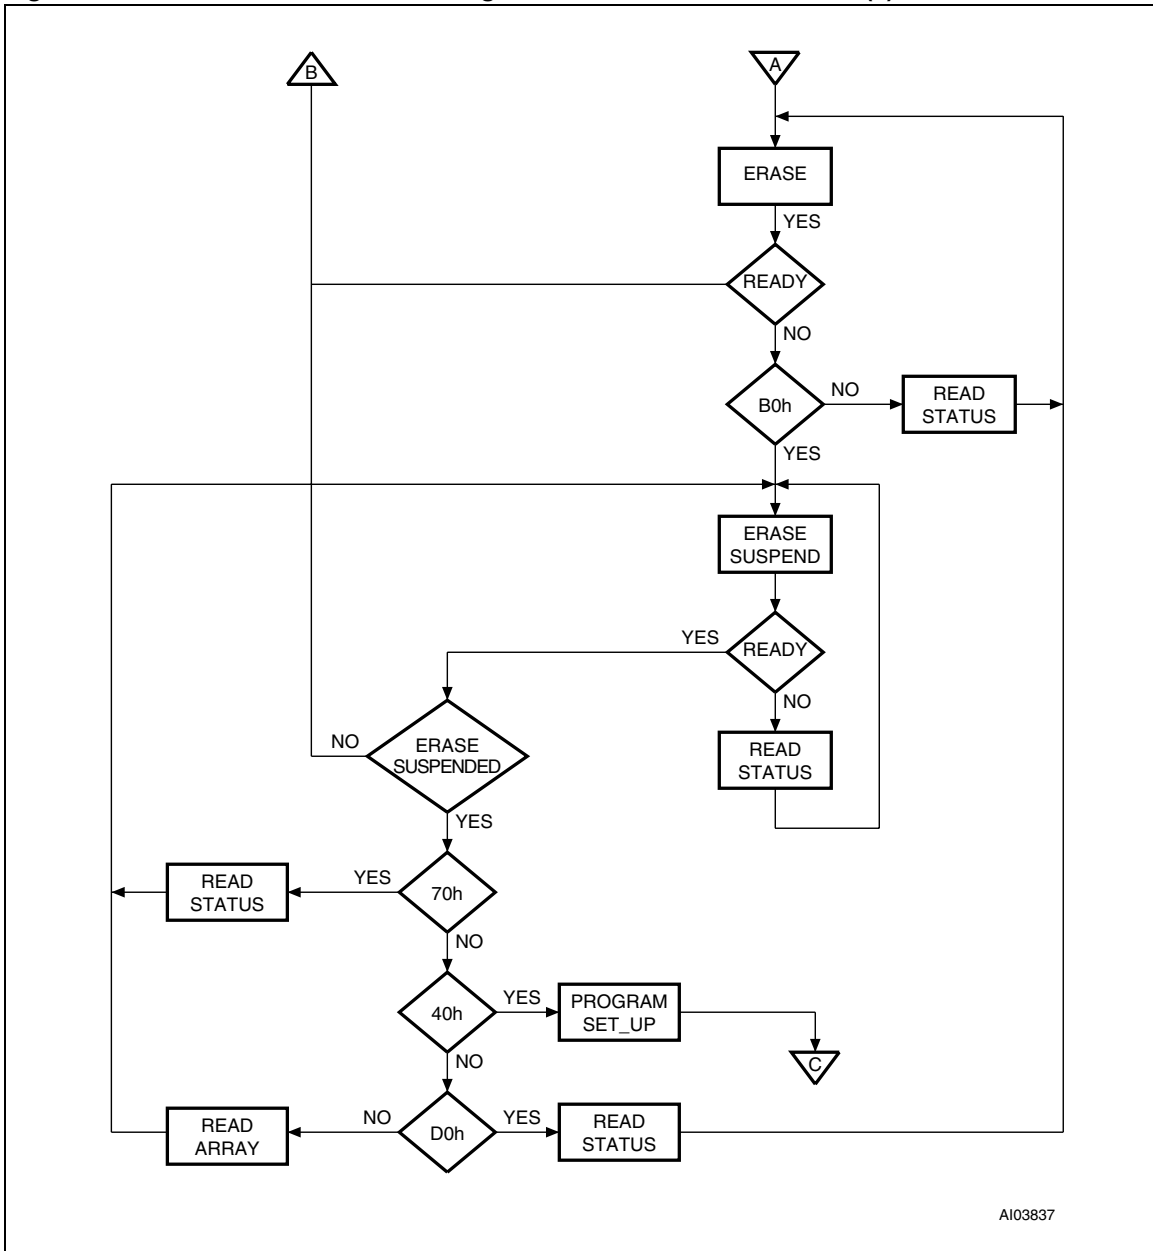 B
A
ERASE
YES
READY
NO
B0h
NO
READ
STATUS
YES
ERASE
SUSPEND
YES
READY
NO
NO
ERASE
SUSPENDED
READ
STATUS
YES
READ
STATUS
YES
70h
NO
40h
YES
PROGRAM
SET_UP
NO
C
READ
ARRAY
NO
D0h
YES
READ
STATUS
AI03837